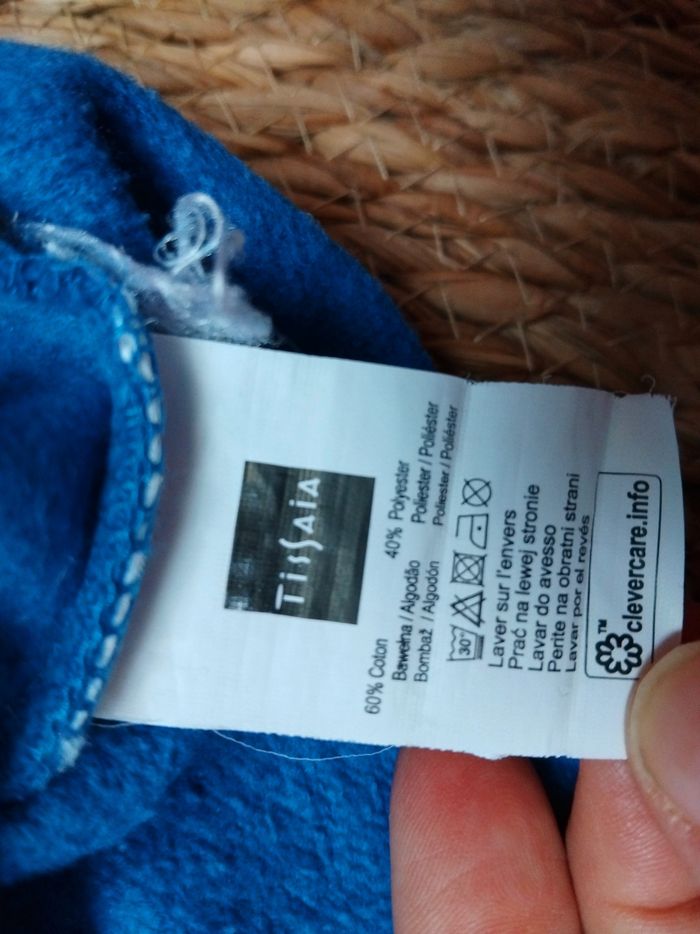 TISSAIA
60% Coton 40% Polyester
Bawełna / Algodão Poliester / Poliéster
Bombaž / Algodón Poliester / Poliéster
30°
Laver sur l'envers
Prać na lewej stronie
Lavar do avesso
Perite na obratni strani
Lavar por el revés
™ clevercare.info